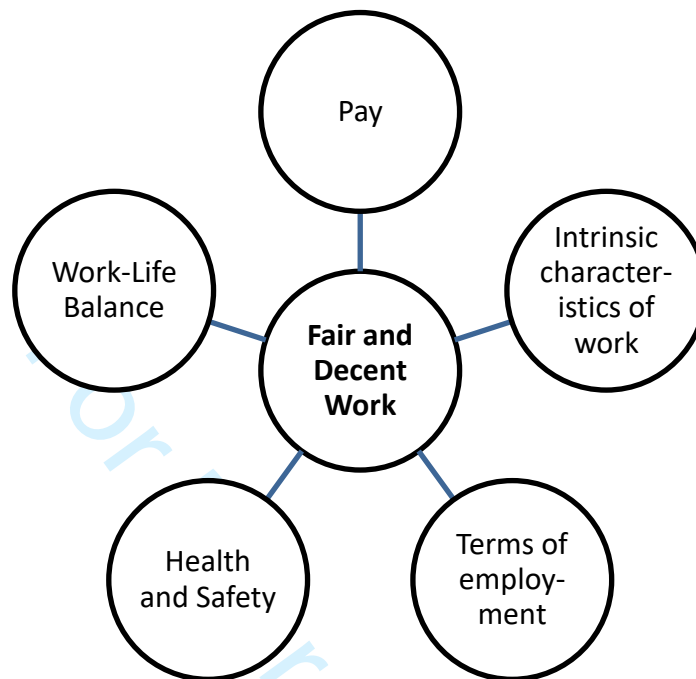 Pay
Intrinsic
character-
istics of
work
Work-Life
Balance
Fair and
Decent
Work
Health
and Safety
Terms of
employ-
ment